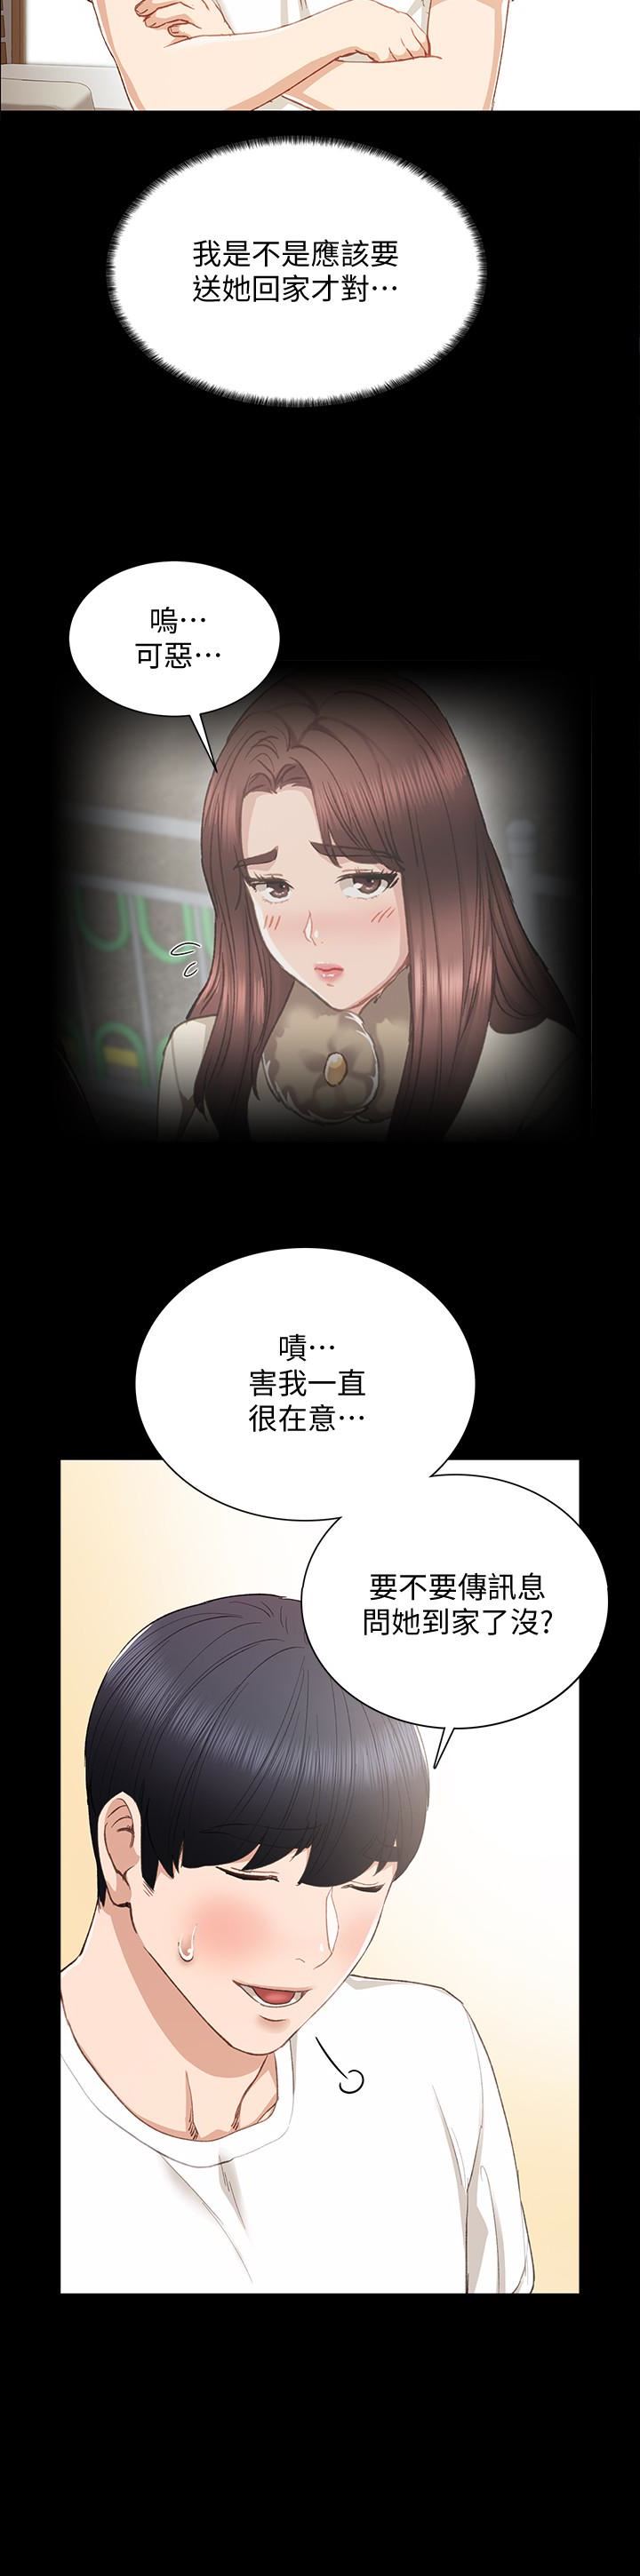 我是不是應該要
送她回家才對…
嗚…
可惡…
嘖…
害我一直
很在意…
要不要傳訊息
問她到家了沒?